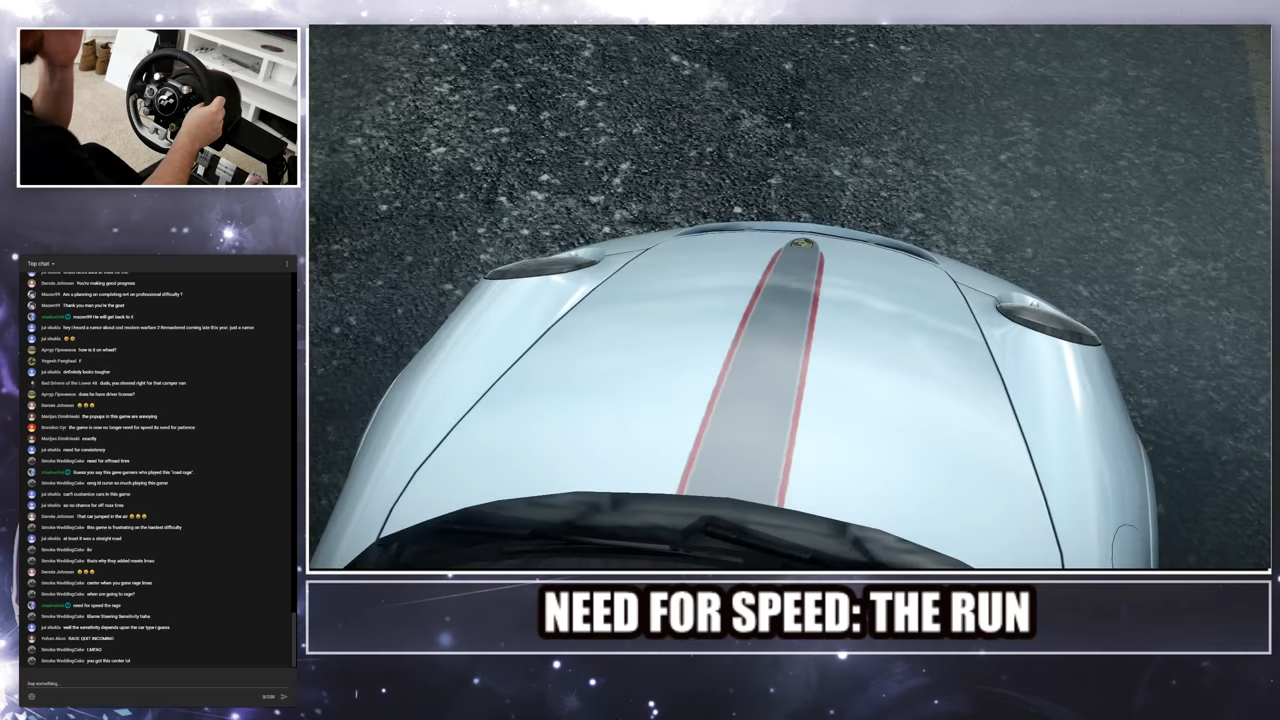 Top chat
Dennis Johnson You're making good progress
Mazen99 Are u planning on completing m4 on professional difficulty ?
Mazen99 Thank you man you're the goat
mazen99 He will get back to it
jui shukla hey i heard a rumor about cod modern warfare 2 Remastered coming late this year. just a rumor
jui shukla
Артур Пряников how is it on wheel?
Yogesh Panghaal F
jui shukla definitely looks tougher
Bad Drivers of the Lower 48 dude, you steered right for that camper van
Артур Пряников does he have driver license?
Dennis Johnson
Marijan Dimitrieski the popups in this game are annoying
Brandon Cyr the game is now no longer need for speed its need for patience
Marijan Dimitrieski exactly
jui shukla need for consistency
Smoke WeddingCake need for offroad tires
Guess you say this gave gamers who played this "road rage".
Smoke WeddingCake omg id curse so much playing this game
jui shukla can't customize cars in this game
jui shukla so no chance for off roax tires
Dennis Johnson That car jumped in the air
Smoke WeddingCake this game is frustrating on the hardest difficulty
jui shukla at least it was a straight road
Smoke WeddingCake ikr
Smoke WeddingCake thats why they added resets lmao
Dennis Johnson
Smoke WeddingCake center when you gone rage lmao
Smoke WeddingCake when are going to rage?
need for speed the rage
Smoke WeddingCake Blame Steering Sensitivity haha
jui shukla well the sensitivity depends upon the car type i guess
Yohan Alon RAGE QUIT INCOMING
Smoke WeddingCake LMFAO
Smoke WeddingCake you got this center lol
Say something...
0/200
NEED FOR SPEED: THE RUN